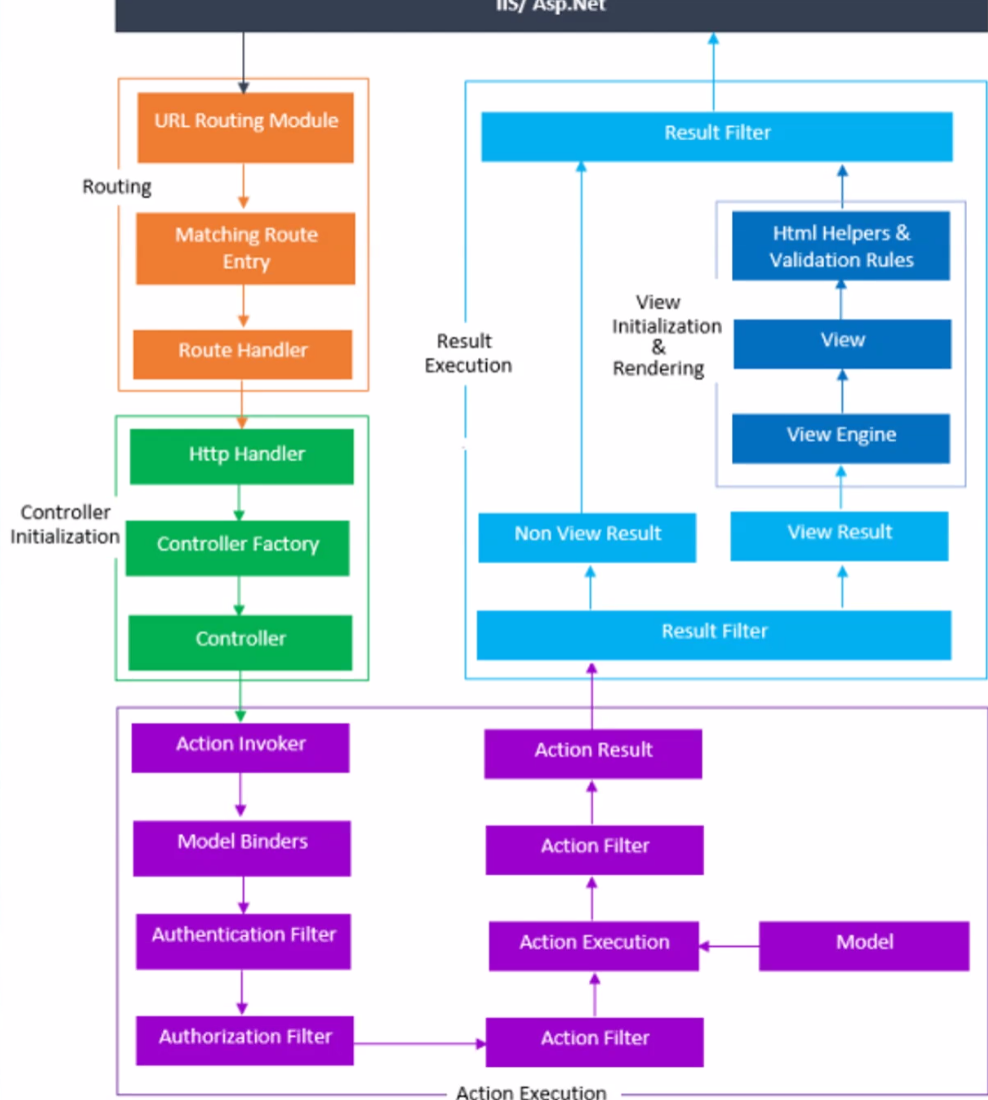 IIS/ Asp.Net
URL Routing Module
Routing
Matching Route
Entry
Route Handler
Http Handler
Controller
Initialization
Controller Factory
Controller
Action Invoker
Model Binders
Authentication Filter
Authorization Filter
Action Filter
Action Execution
Model
Action Filter
Action Result
Action Execution
Result Filter
Non View Result
View Result
Result
Execution
View
Initialization
&
Rendering
View Engine
View
Html Helpers &
Validation Rules
Result Filter